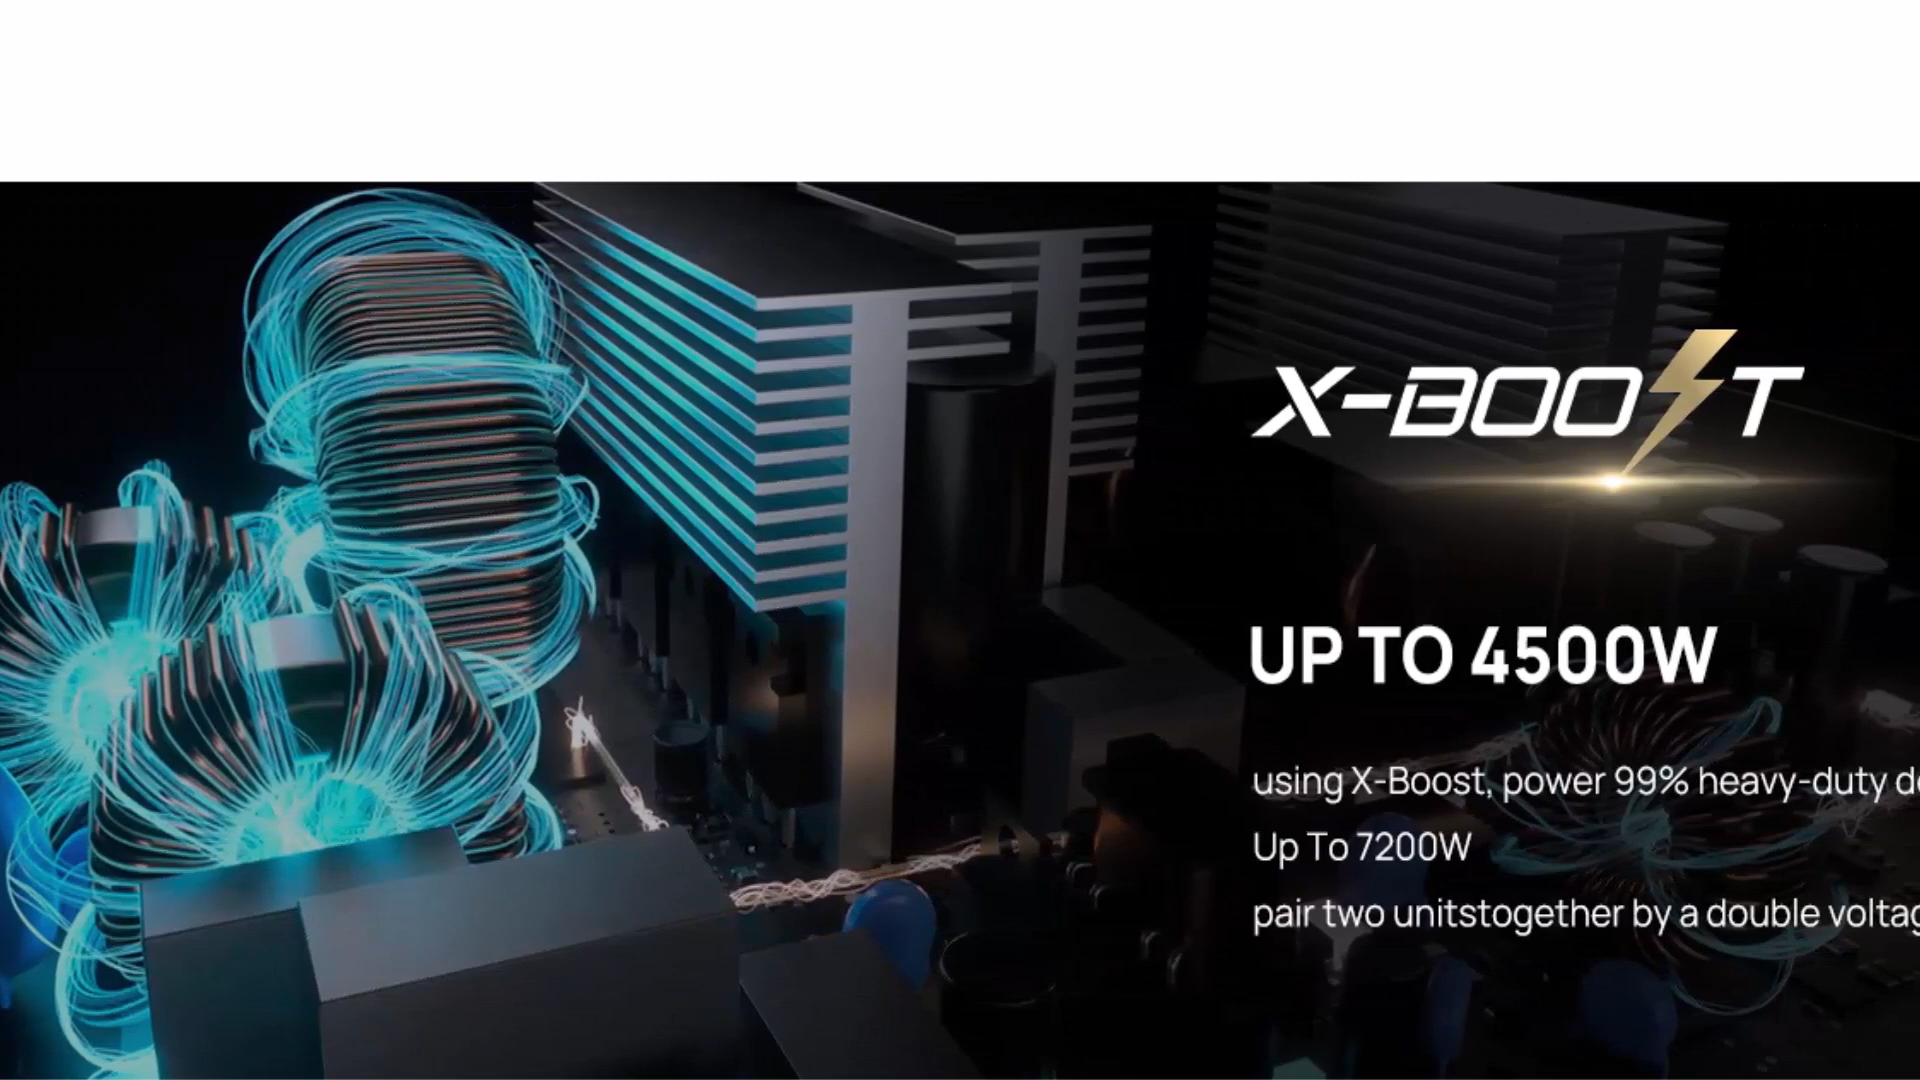 X-BOOST
UP TO 4500W
using X-Boost, power 99% heavy-duty
Up To 7200W
pair two unitstogether by a double